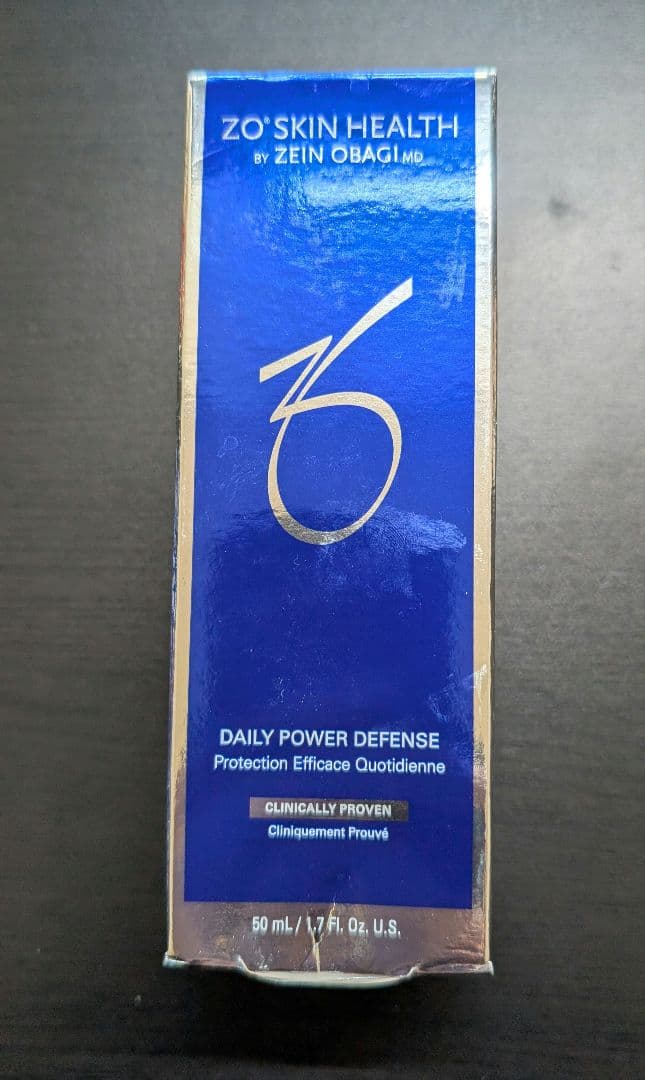 ZO® SKIN HEALTH
BY ZEIN OBAGI MD
DAILY POWER DEFENSE
Protection Efficace Quotidienne
CLINICALLY PROVEN
Cliniquement Prouvé
50 mL / 1.7 Fl. Oz. U.S.